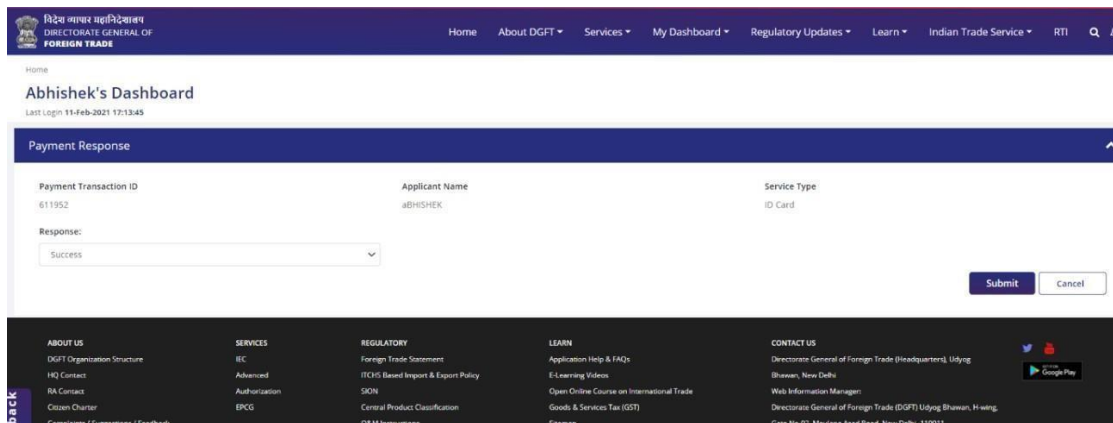 विदेश व्यापार महानिदेशालय
DIRECTORATE GENERAL OF
FOREIGN TRADE
Home About DGFT Services My Dashboard Regulatory Updates Learn Indian Trade Service RTI
Home
Abhishek's Dashboard
Last Login 11-Feb-2021 17:13:45
Payment Response
Payment Transaction ID Applicant Name Service Type
611952 aBHISHEK ID Card
Response:
Success
Submit Cancel
ABOUT US SERVICES REGULATORY LEARN CONTACT US
DGFT Organization Structure IEC Foreign Trade Statement Application Help & FAQs Directorate General of Foreign Trade (Headquarters), Udyog
HQ Contact Advanced ITCHS Based Import & Export Policy E-Learning Videos Bhawan, New Delhi
Google Play
RA Contact Authorization SION Open Online Course on International Trade Web Information Manager:
Citizen Charter EPCG Central Product Classification Goods & Services Tax (GST) Directorate General of Foreign Trade (DGFT) Udyog Bhawan, H-wing,
back